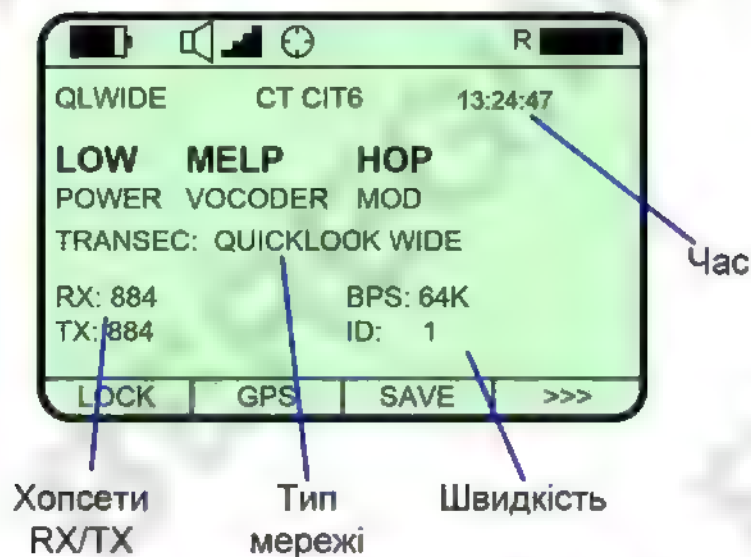 R
QLWIDE CT CIT6 13:24:47
LOW MELP HOP
POWER VOCODER MOD
TRANSEC: QUICKLOOK WIDE
Час
RX: 884 BPS: 64K
TX: 884 ID: 1
LOCK GPS SAVE >>>
Хопсети Тип Швидкість
RX/TX мережі